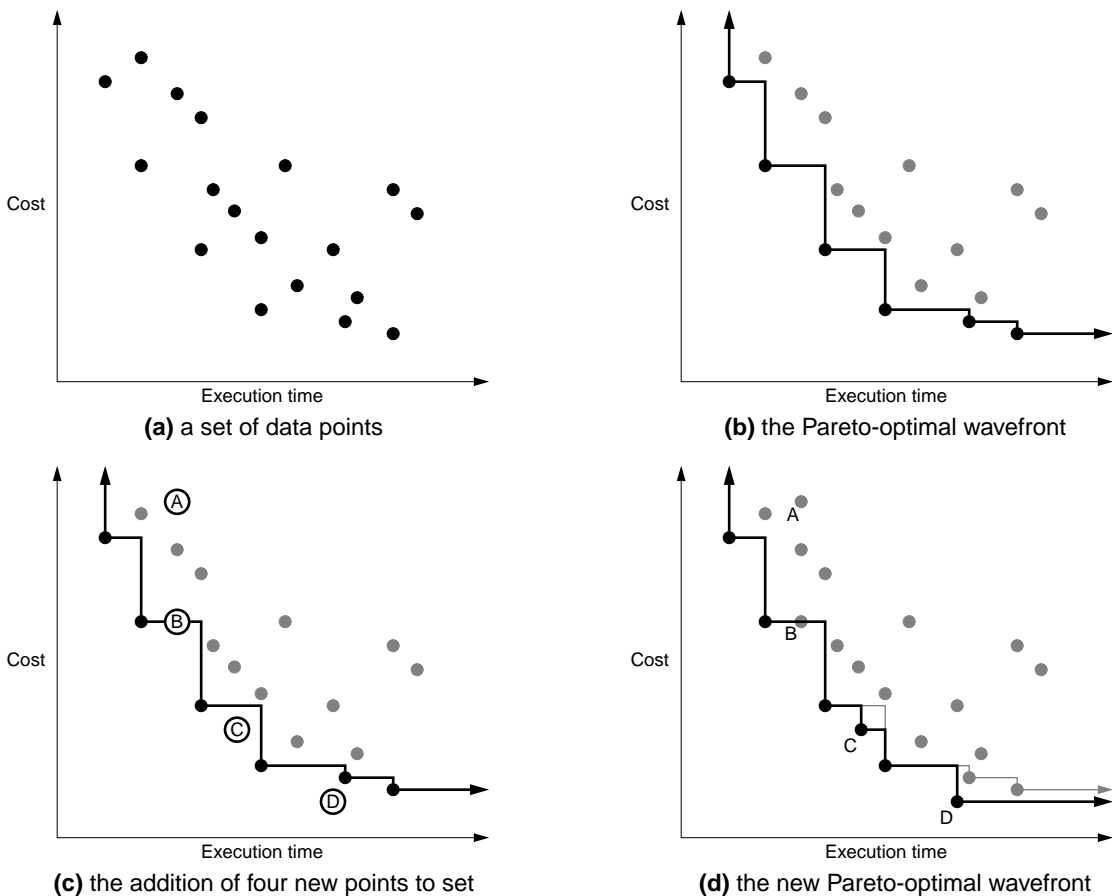 Cost
Execution time
(a) a set of data points
Cost
Execution time
(b) the Pareto-optimal wavefront
A
B
Cost
C
D
Execution time
(c) the addition of four new points to set
A
B
Cost
C
D
Execution time
(d) the new Pareto-optimal wavefront